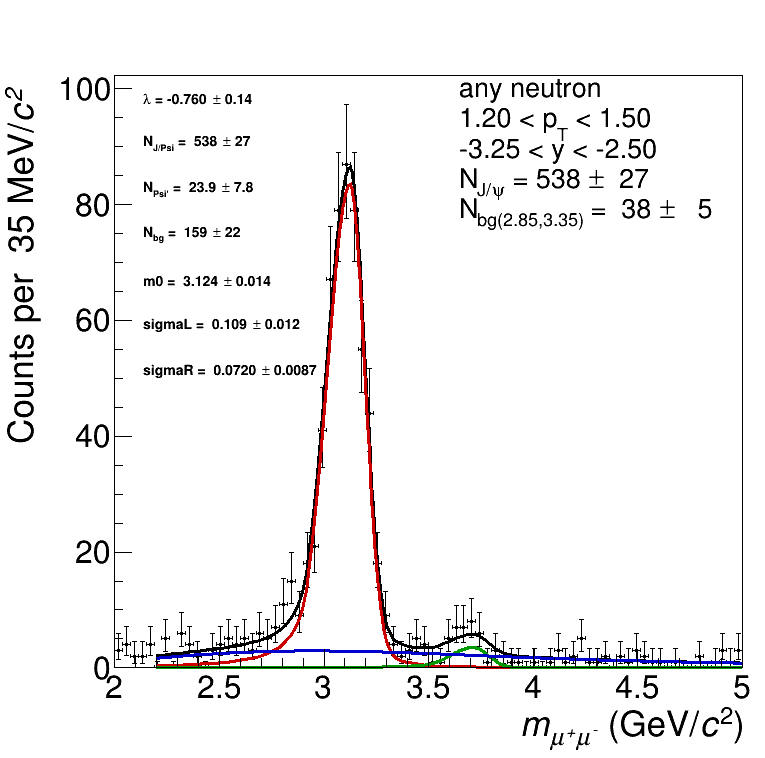 Counts per 35 MeV/c²
100
80
60
40
20
0
λ = -0.760 ± 0.14
N_J/Psi = 538 ± 27
N_Psi' = 23.9 ± 7.8
N_bg = 159 ± 22
m0 = 3.124 ± 0.014
sigmaL = 0.109 ± 0.012
sigmaR = 0.0720 ± 0.0087
any neutron
1.20 < p_T < 1.50
-3.25 < y < -2.50
N_J/ψ = 538 ± 27
N_bg(2.85,3.35) = 38 ± 5
2 2.5 3 3.5 4 4.5 5
m_μ⁺μ⁻ (GeV/c²)